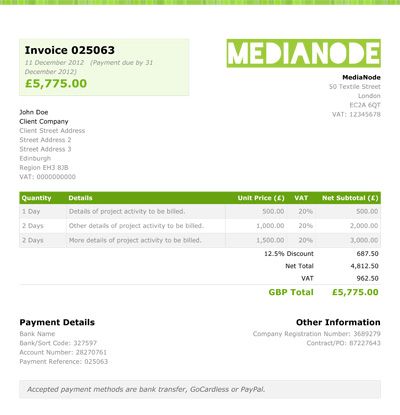 Invoice 025063
11 December 2012 (Payment due by 31
December 2012)
£5,775.00
MEDIANODE
MediaNode
50 Textile Street
London
EC2A 6QT
VAT: 12345678
John Doe
Client Company
Client Street Address
Street Address 2
Street Address 3
Edinburgh
Region EH3 8JB
VAT: 0000000000
Quantity Details Unit Price (£) VAT Net Subtotal (£)
1 Day Details of project activity to be billed. 500.00 20% 500.00
2 Days Other details of project activity to be billed. 1,000.00 20% 2,000.00
2 Days More details of project activity to be billed. 1,500.00 20% 3,000.00
12.5% Discount 687.50
Net Total 4,812.50
VAT 962.50
GBP Total £5,775.00
Payment Details
Bank Name
Bank/Sort Code: 327597
Account Number: 28270761
Payment Reference: 025063
Other Information
Company Registration Number: 3689279
Contract/PO: B7227643
Accepted payment methods are bank transfer, GoCardless or PayPal.